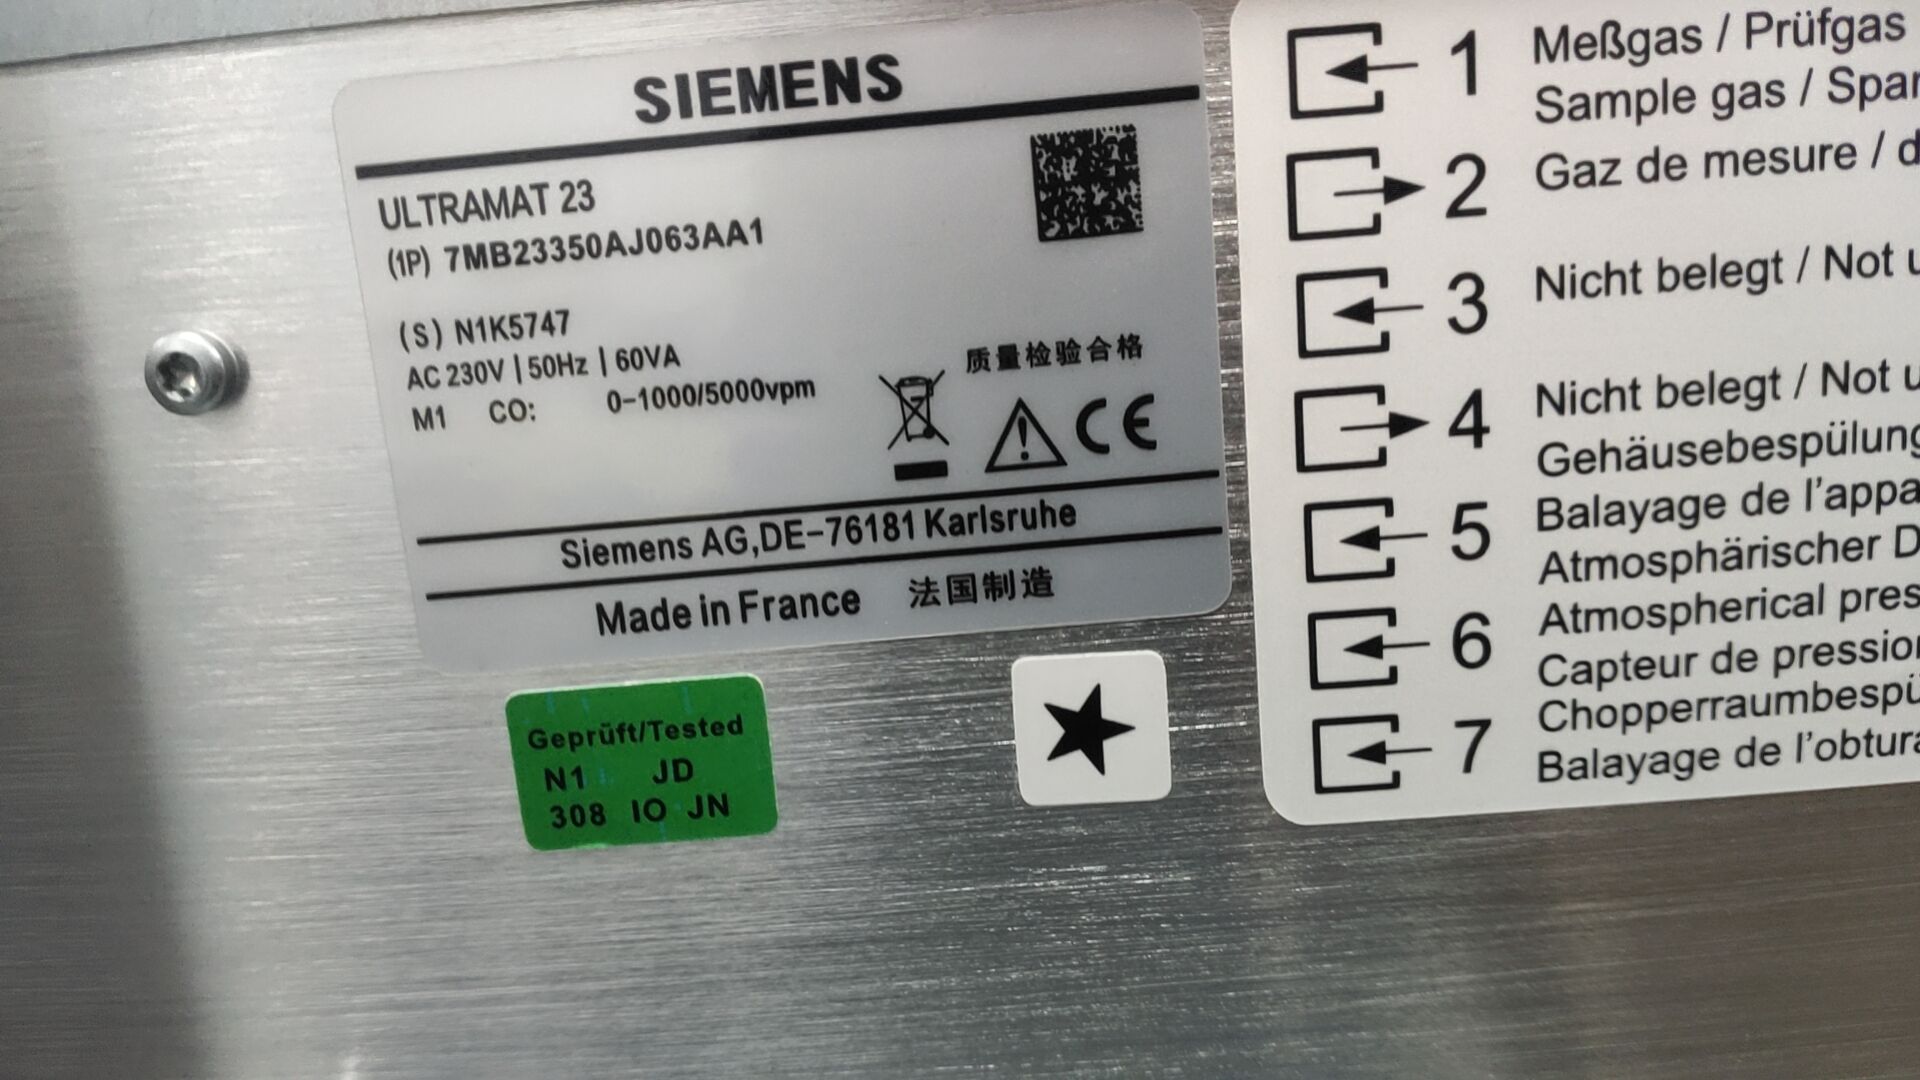 SIEMENS
ULTRAMAT 23
(1P) 7MB23350AJ063AA1
(S) N1K5747
AC 230V | 50Hz | 60VA
M1 CO: 0-1000/5000vpm
质量检验合格
CE
Siemens AG,DE-76181 Karlsruhe
Made in France 法国制造
Geprüft/Tested
N1 JD
308 IO JN
1 Meßgas / Prüfgas
Sample gas /
2 Gaz de mesure /
3 Nicht belegt / Not
4 Nicht belegt / Not
Gehäusebespülung
5 Balayage de l'appa
Atmosphärischer D
Atmospherical pres
6 Capteur de pression
Chopperraumbespü
7 Balayage de l'obtura